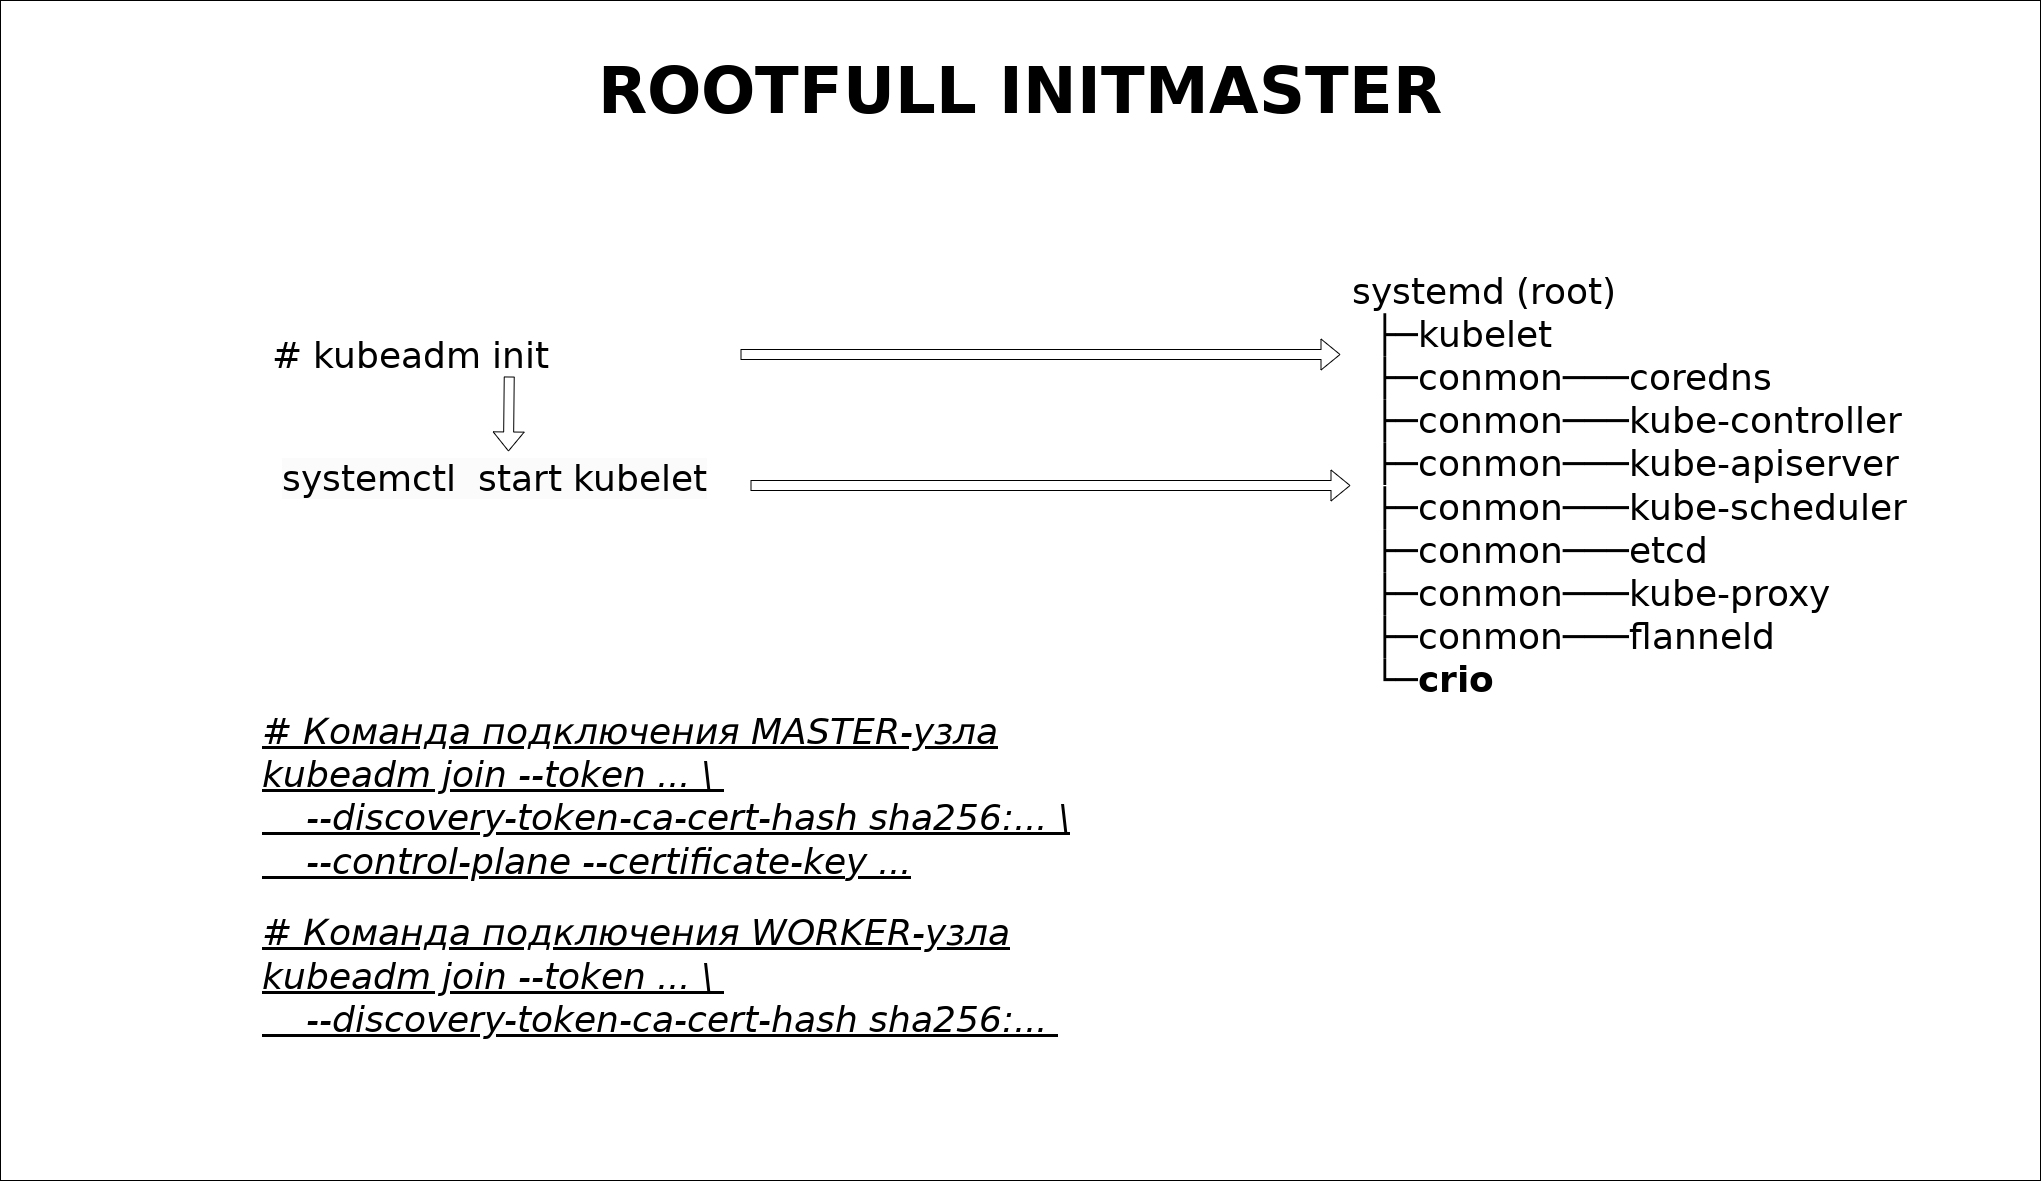 ROOTFULL INITMASTER
# kubeadm init
systemctl  start kubelet
systemd (root)
├─kubelet
├─conmon──coredns
├─conmon──kube-controller
├─conmon──kube-apiserver
├─conmon──kube-scheduler
├─conmon──etcd
├─conmon──kube-proxy
├─conmon──flanneld
└─crio
# Команда подключения MASTER-узла
kubeadm join --token ... \
    --discovery-token-ca-cert-hash sha256:... \
    --control-plane --certificate-key ...
# Команда подключения WORKER-узла
kubeadm join --token ... \
    --discovery-token-ca-cert-hash sha256:...